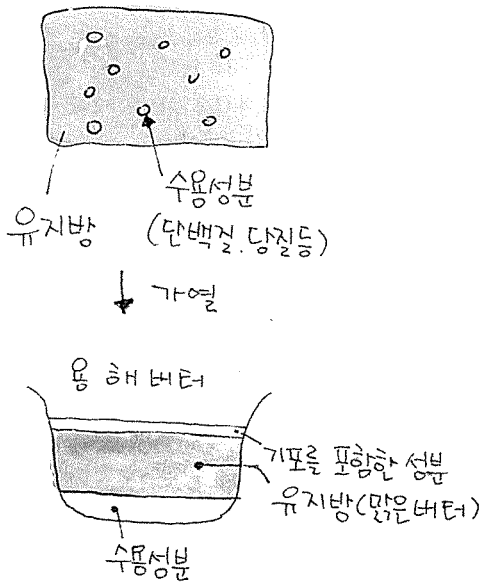 수용성분
유지방
(단백질.당질등)
가열
용해버터
기포를 포함한 성분
유지방(맑은버터)
수용성분